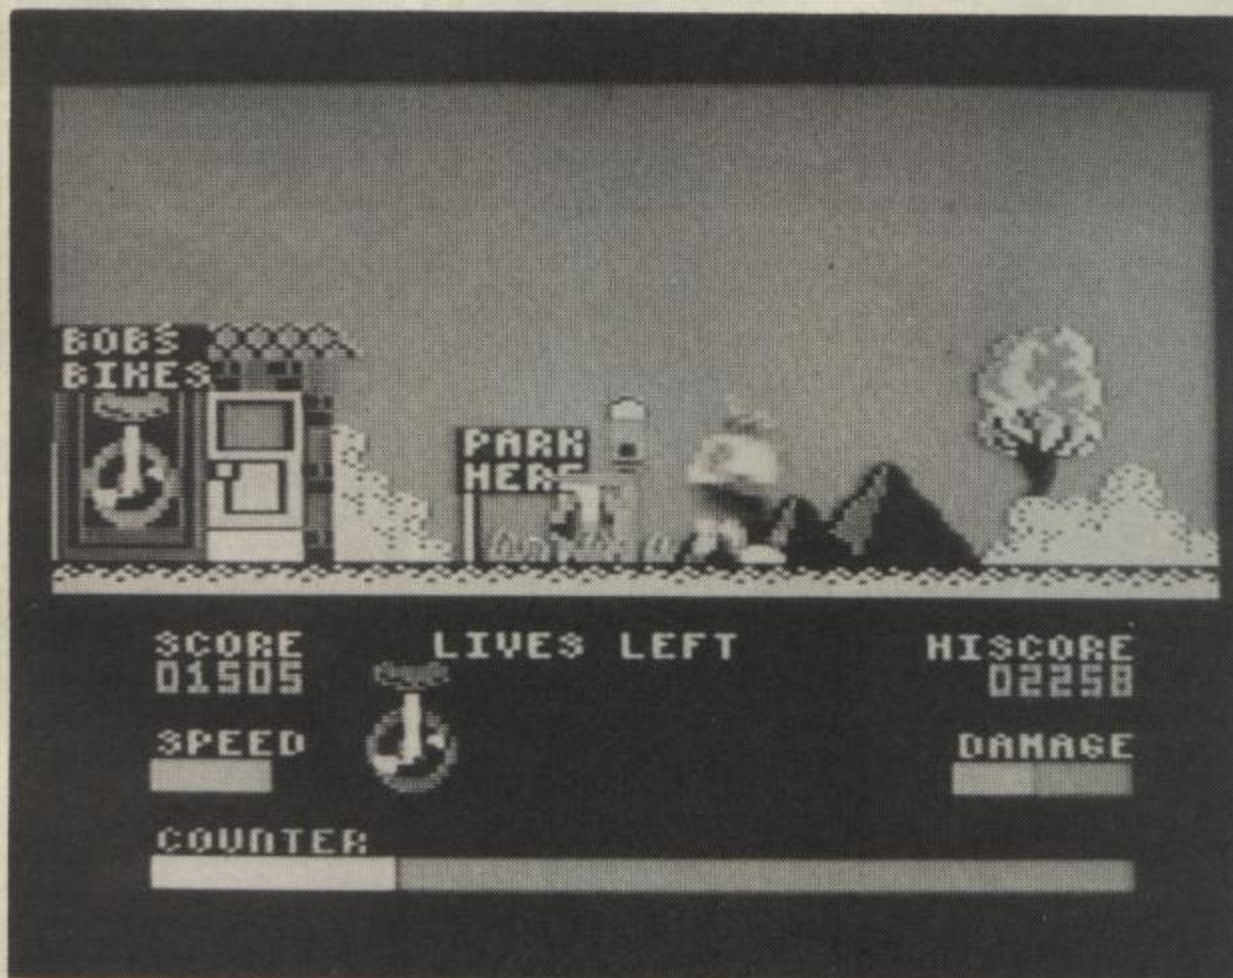 BOBS
BIKES
PARK
HERE
SCORE
01505
LIVES LEFT
HISCORE
02258
SPEED
DAMAGE
COUNTER